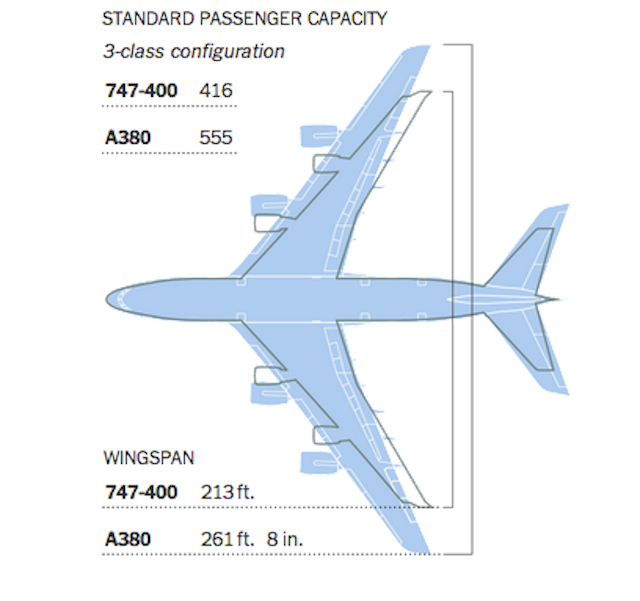 STANDARD PASSENGER CAPACITY
3-class configuration
747-400 416
A380 555
WINGSPAN
747-400 213 ft.
A380 261 ft. 8 in.